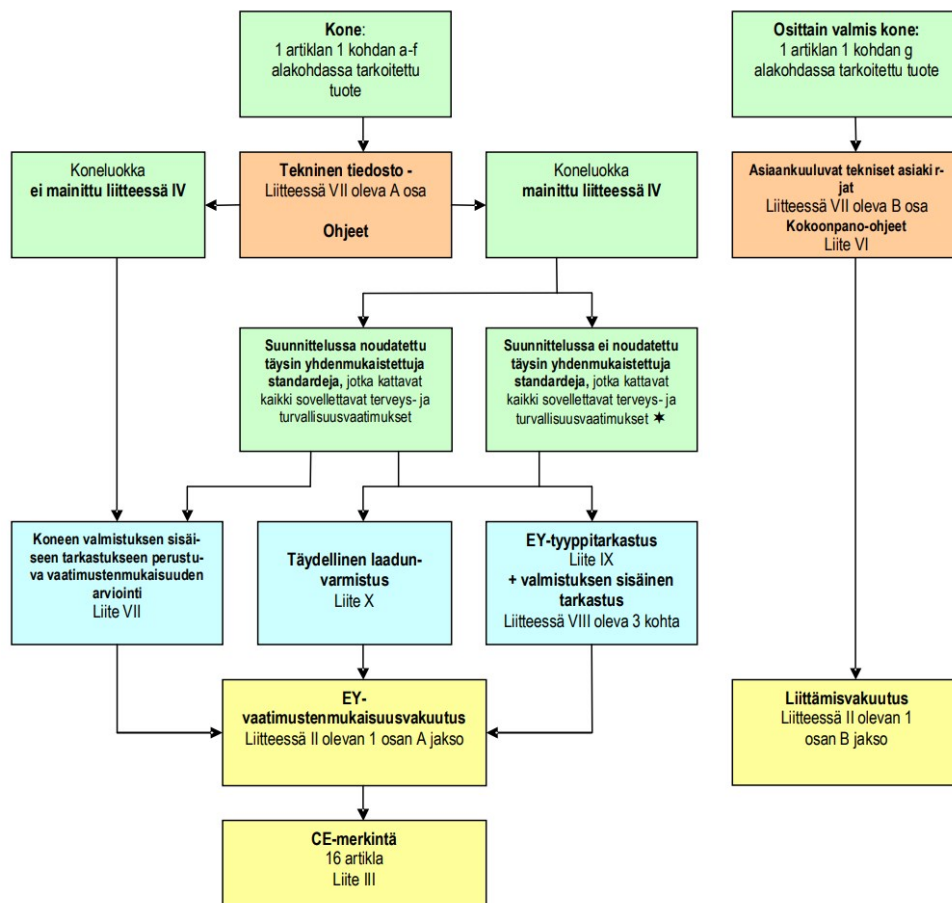 Kone:
1 artiklan 1 kohdan a-f
alakohdassa tarkoitettu
tuote
Osittain valmis kone:
1 artiklan 1 kohdan g
alakohdassa tarkoitettu tuote
Koneluokka
ei mainittu liitteessä IV
Tekninen tiedosto -
Liitteessä VII oleva A osa
Ohjeet
Koneluokka
mainittu liitteessä IV
Asiaankuuluvat tekniset asiaki r-
jat
Liitteessä VII oleva B osa
Kokoonpano-ohjeet
Liite VI
Suunnittelussa noudatettu
täysin yhdenmukaistettuja
standardeja, jotka kattavat
kaikki sovellettavat terveys- ja
turvallisuusvaatimukset
Suunnittelussa ei noudatettu
täysin yhdenmukaistettuja
standardeja, jotka kattavat
kaikki sovellettavat terveys- ja
turvallisuusvaatimukset ✶
Koneen valmistuksen sisäi-
seen tarkastukseen perustu-
va vaatimustenmukaisuuden
arviointi
Liite VII
Täydellinen laadun-
varmistus
Liite X
EY-tyyppitarkastus
Liite IX
+ valmistuksen sisäinen
tarkastus
Liitteessä VIII oleva 3 kohta
EY-
vaatimustenmukaisuusvakuutus
Liitteessä II olevan 1 osan A jakso
Liittämisvakuutus
Liitteessä II olevan 1
osan B jakso
CE-merkintä
16 artikla
Liite III